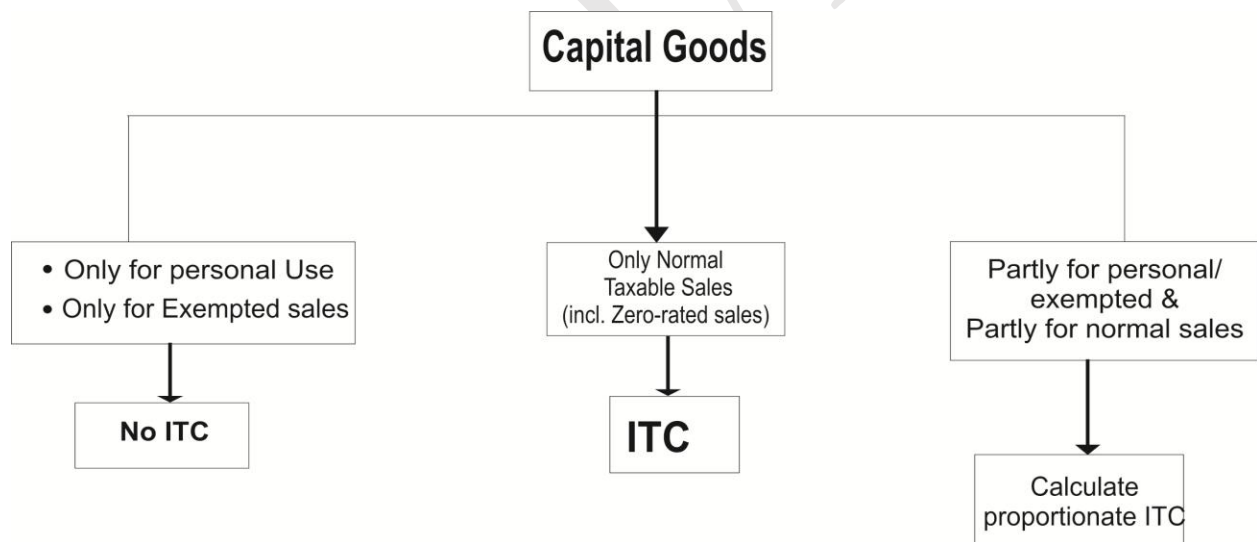 Capital Goods
• Only for personal Use
• Only for Exempted sales
No ITC
Only Normal
Taxable Sales
(incl. Zero-rated sales)
ITC
Partly for personal/
exempted &
Partly for normal sales
Calculate
proportionate ITC